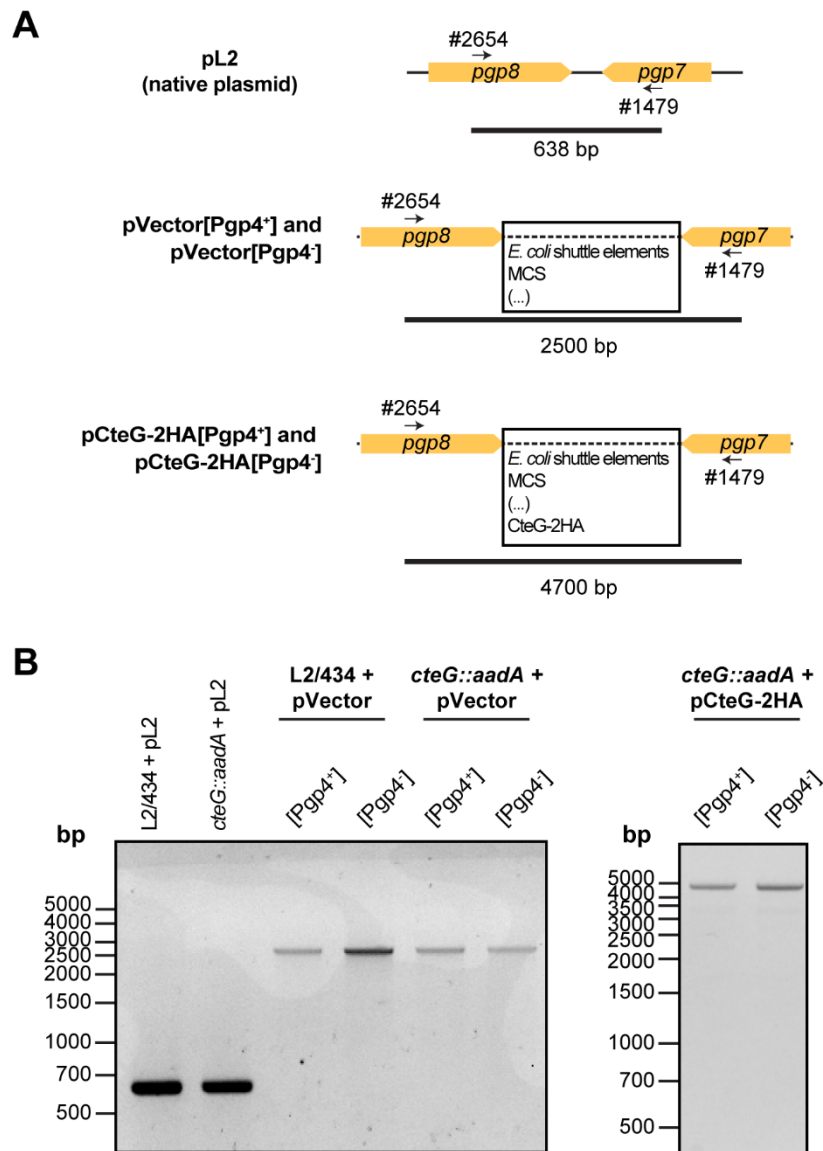 A
pL2
(native plasmid)
#2654
pgp8
pgp7
#1479
638 bp
pVector[Pgp4⁺] and
pVector[Pgp4⁻]
#2654
pgp8
E. coli shuttle elements
MCS
(...)
pgp7
#1479
2500 bp
pCteG-2HA[Pgp4⁺] and
pCteG-2HA[Pgp4⁻]
#2654
pgp8
E. coli shuttle elements
MCS
(...)
CteG-2HA
pgp7
#1479
4700 bp
B
L2/434 + pL2
cteG::aadA + pL2
L2/434 +
pVector
[Pgp4⁺]
[Pgp4⁻]
cteG::aadA +
pVector
[Pgp4⁺]
[Pgp4⁻]
bp
5000
4000
3000
2500
2000
1500
1000
700
500
cteG::aadA +
pCteG-2HA
[Pgp4⁺]
[Pgp4⁻]
bp
5000
4000
3500
3000
2500
2000
1500
1000
700
500